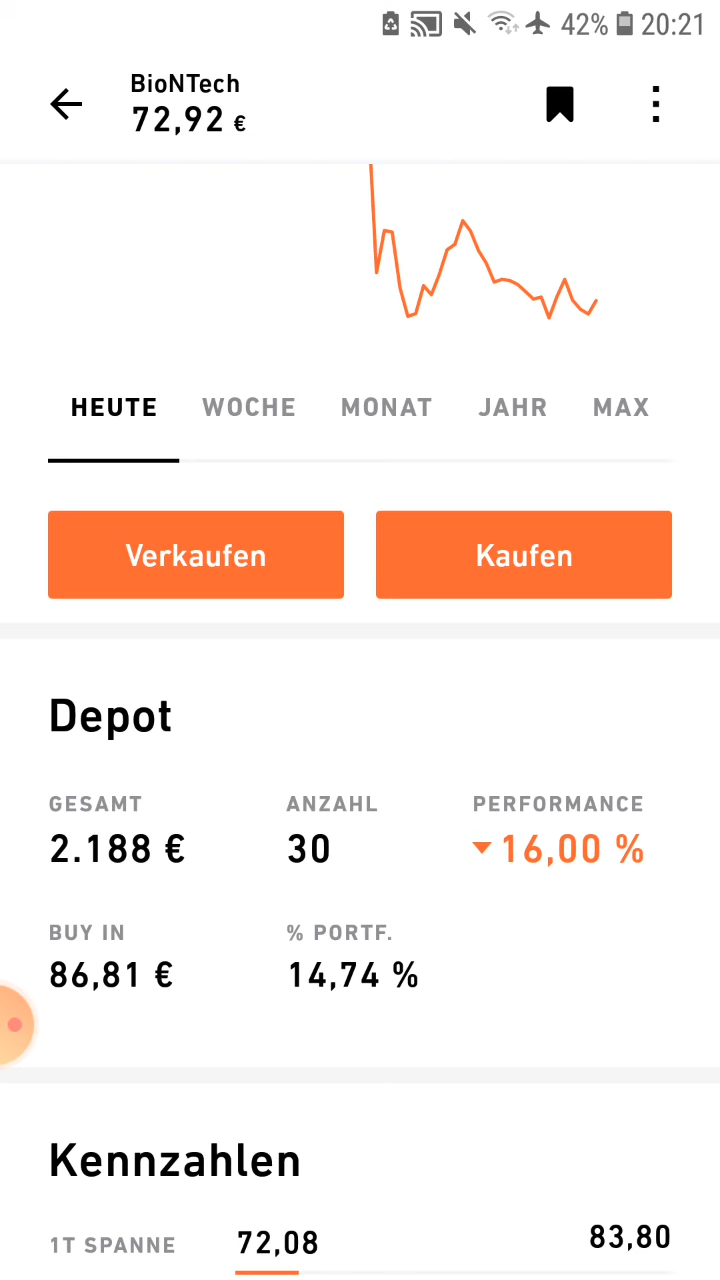 42% 20:21
BioNTech
72,92 €
HEUTE WOCHE MONAT JAHR MAX
Verkaufen Kaufen
Depot
GESAMT ANZAHL PERFORMANCE
2.188 € 30 16,00 %
BUY IN % PORTF.
86,81 € 14,74 %
Kennzahlen
1T SPANNE 72,08 83,80